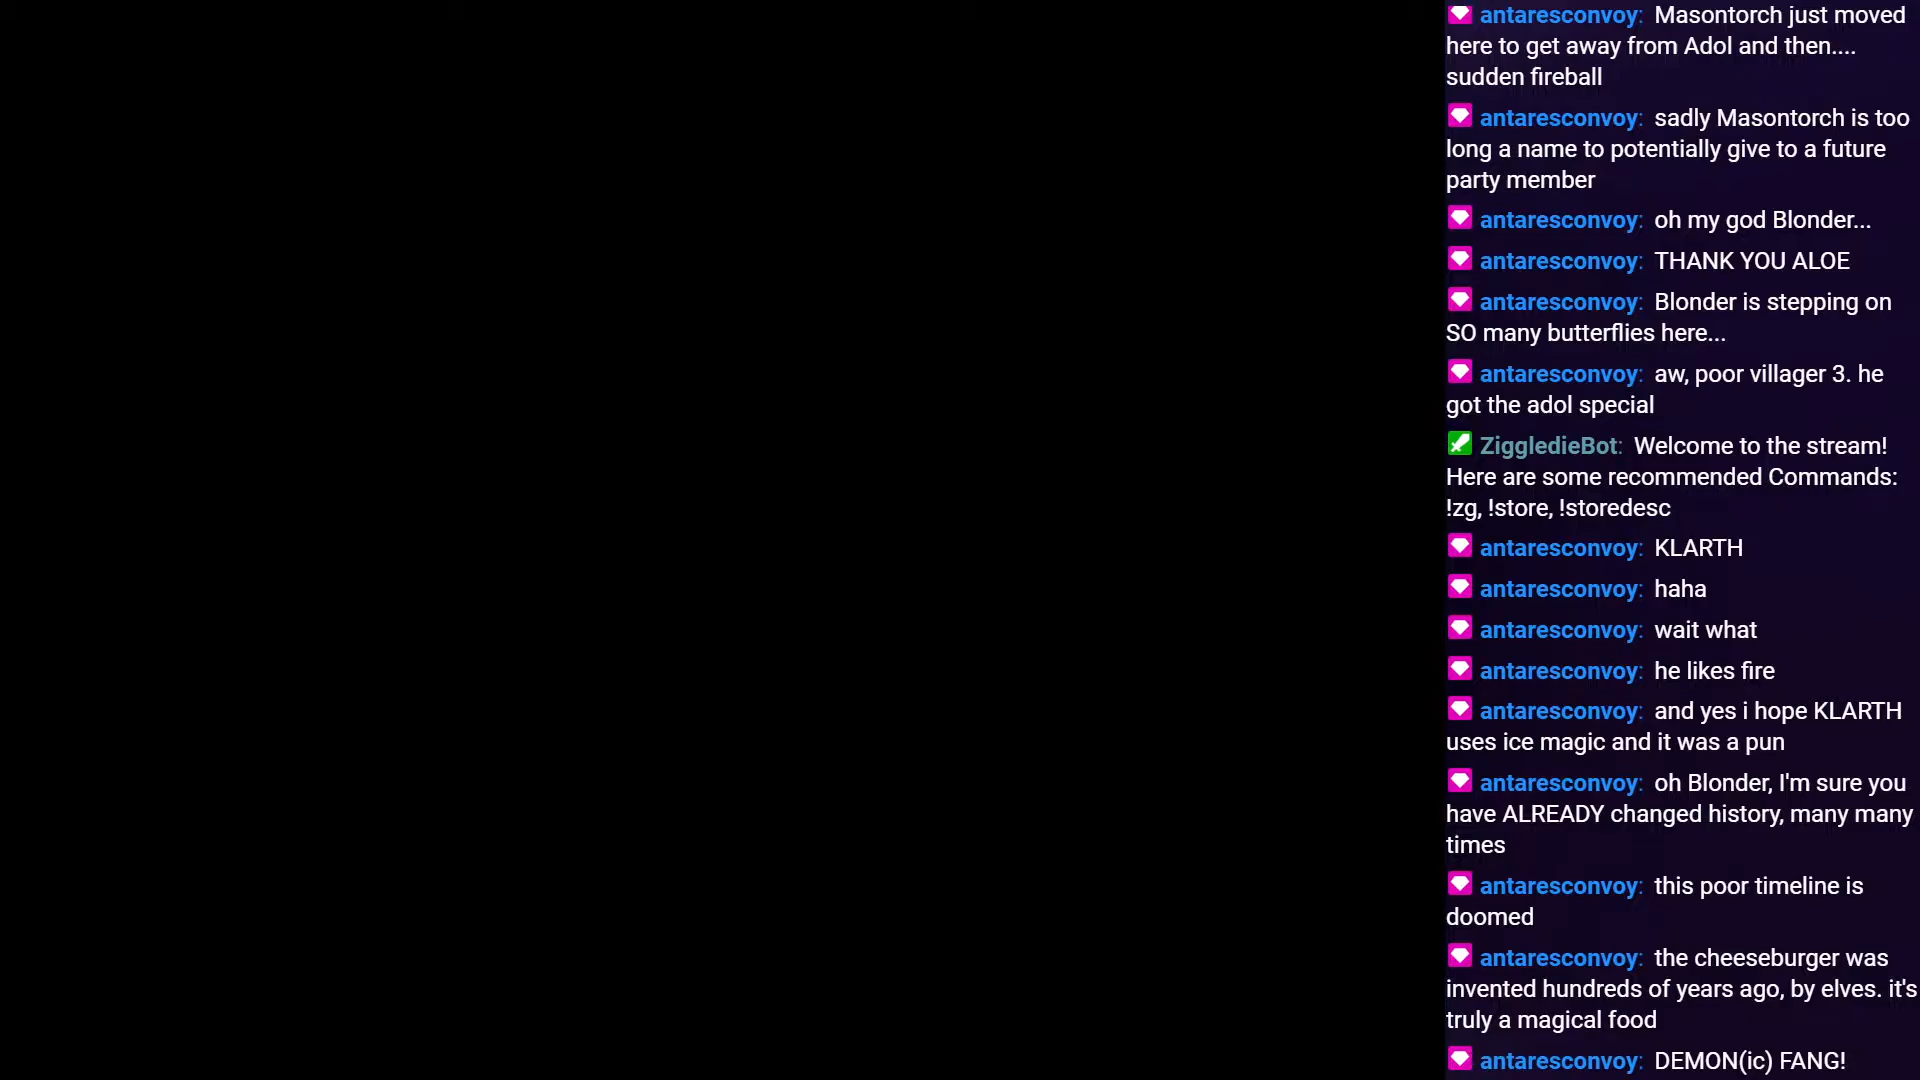 antaresconvoy: Masontorch just moved
here to get away from Adol and then....
sudden fireball
antaresconvoy: sadly Masontorch is too
long a name to potentially give to a future
party member
antaresconvoy: oh my god Blonder...
antaresconvoy: THANK YOU ALOE
antaresconvoy: Blonder is stepping on
SO many butterflies here...
antaresconvoy: aw, poor villager 3. he
got the adol special
ZiggledieBot: Welcome to the stream!
Here are some recommended Commands:
!zg, !store, !storedesc
antaresconvoy: KLARTH
antaresconvoy: haha
antaresconvoy: wait what
antaresconvoy: he likes fire
antaresconvoy: and yes i hope KLARTH
uses ice magic and it was a pun
antaresconvoy: oh Blonder, I'm sure you
have ALREADY changed history, many many
times
antaresconvoy: this poor timeline is
doomed
antaresconvoy: the cheeseburger was
invented hundreds of years ago, by elves. it's
truly a magical food
antaresconvoy: DEMON(ic) FANG!